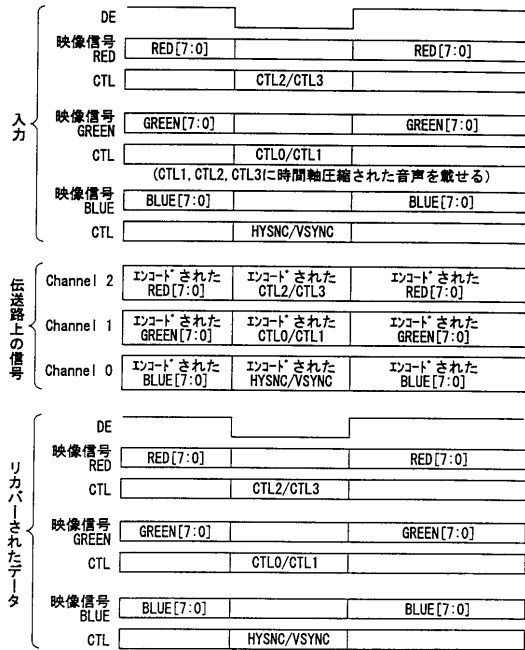 DE
映像信号
RED
RED[7:0] RED[7:0]
CTL CTL2/CTL3
入力
映像信号
GREEN
GREEN[7:0] GREEN[7:0]
CTL CTL0/CTL1
(CTL1, CTL2, CTL3に時間軸圧縮された音声を載せる)
映像信号
BLUE
BLUE[7:0] BLUE[7:0]
CTL HYSNC/VSYNC
伝送路上の信号
Channel 2
エンコードされた エンコードされた エンコードされた
RED[7:0] CTL2/CTL3 RED[7:0]
Channel 1
エンコードされた エンコードされた エンコードされた
GREEN[7:0] CTL0/CTL1 GREEN[7:0]
Channel 0
エンコードされた エンコードされた エンコードされた
BLUE[7:0] HYSNC/VSYNC BLUE[7:0]
リカバーされたデータ
DE
映像信号
RED
RED[7:0] RED[7:0]
CTL CTL2/CTL3
映像信号
GREEN
GREEN[7:0] GREEN[7:0]
CTL CTL0/CTL1
映像信号
BLUE
BLUE[7:0] BLUE[7:0]
CTL HYSNC/VSYNC